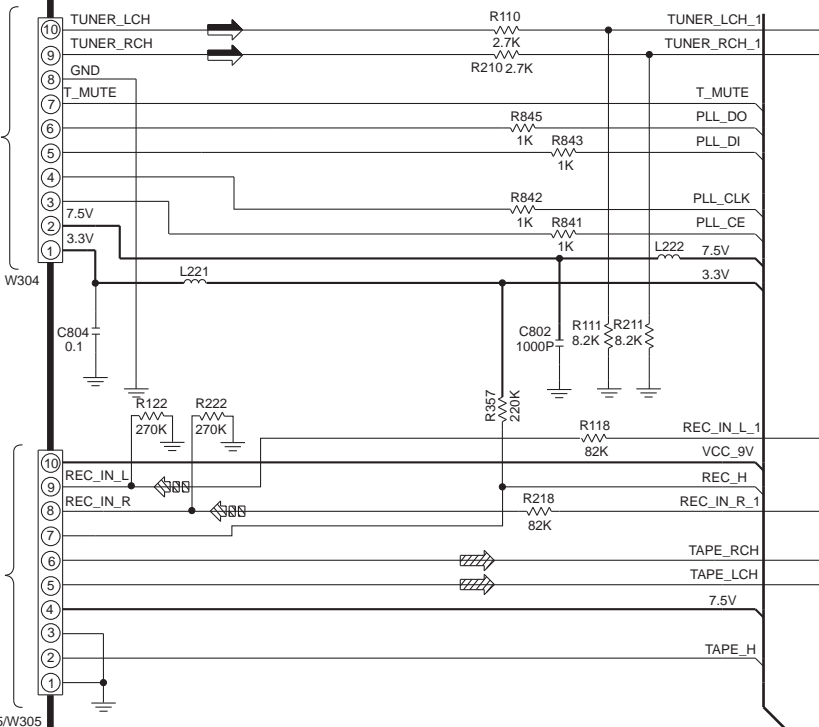 10 TUNER_LCH R110 TUNER_LCH_1
2.7K
9 TUNER_RCH TUNER_RCH_1
R210 2.7K
8 GND
7 T_MUTE T_MUTE
6 R845 PLL_DO
1K
5 R843 PLL_DI
1K
4 R842 PLL_CLK
1K
3 R841 PLL_CE
1K
2 7.5V L222 7.5V
1 3.3V L221 3.3V
W304
C804
0.1
C802
1000P
R111
8.2K
R211
8.2K
R122
270K
R222
270K
R357
220K
R118 REC_IN_L_1
82K
10 VCC_9V
9 REC_IN_L REC_H
8 REC_IN_R R218 REC_IN_R_1
82K
7
6 TAPE_RCH
5 TAPE_LCH
4 7.5V
3
2 TAPE_H
1
5/W305